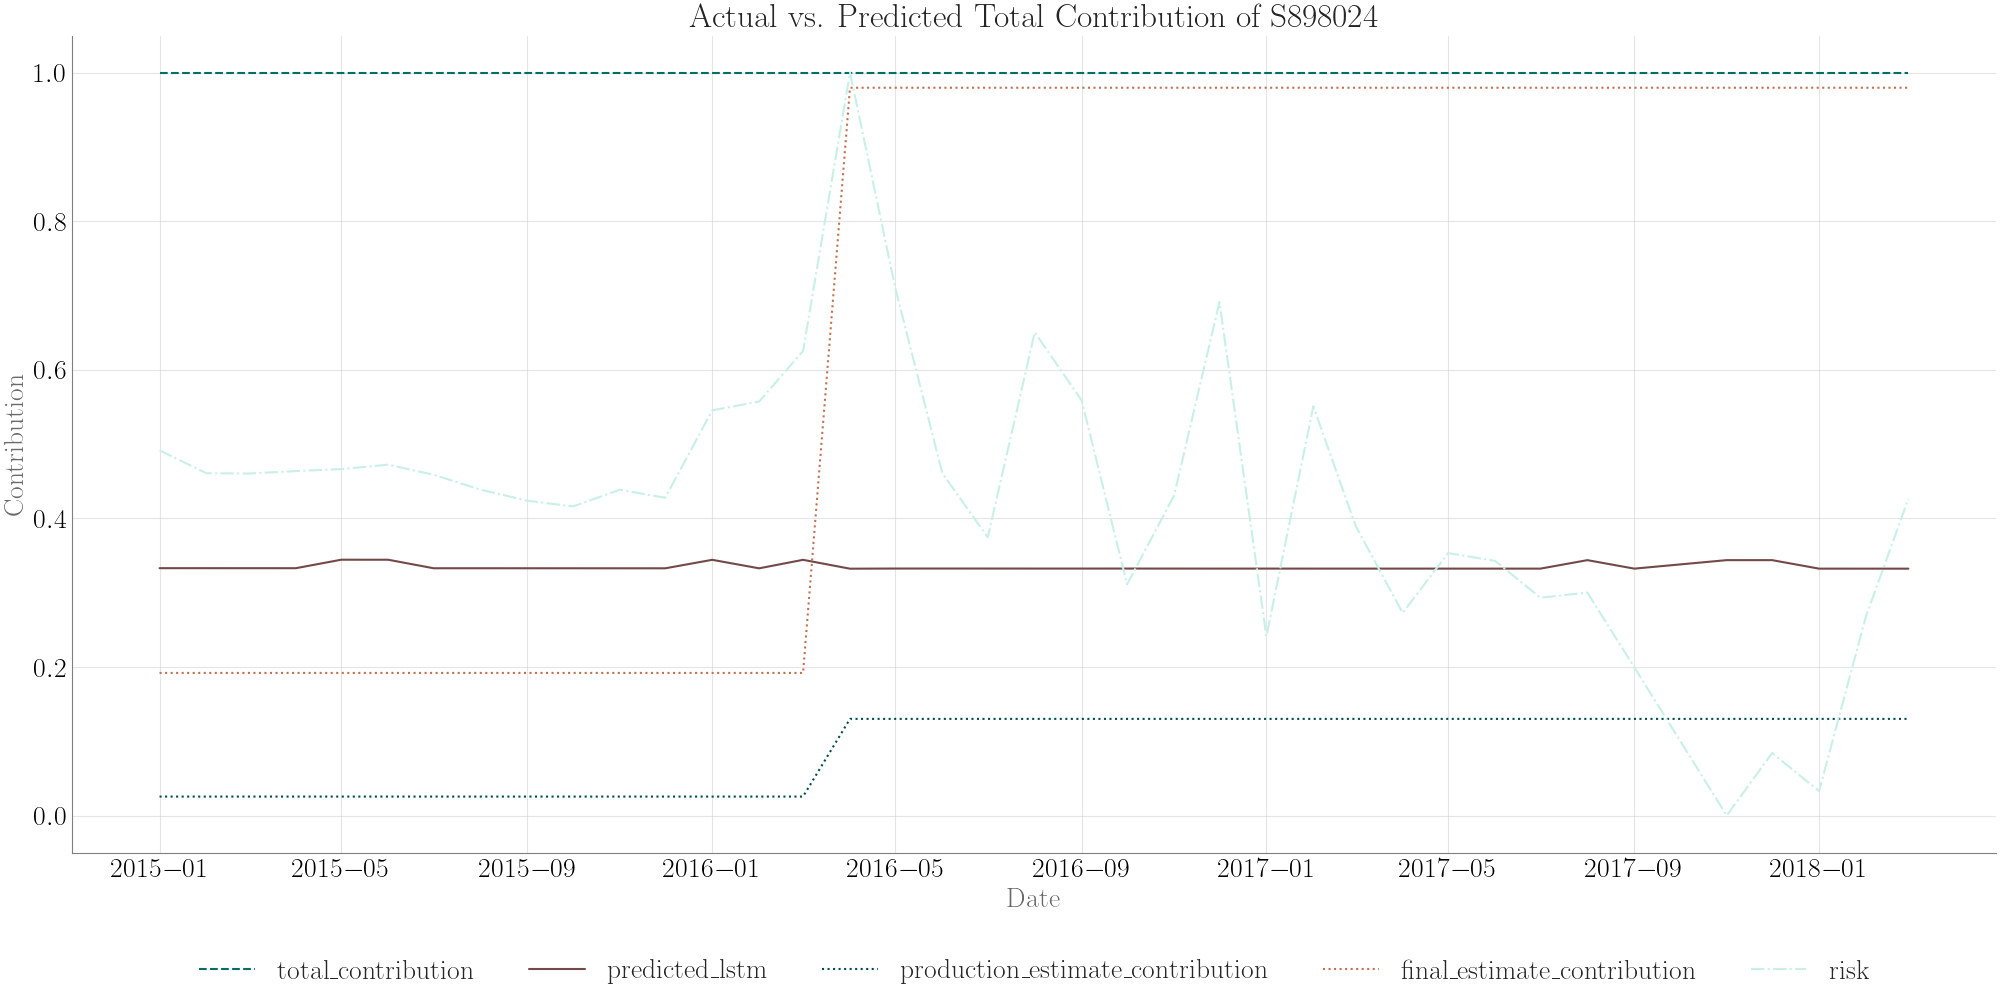 Actual vs. Predicted Total Contribution of S898024
1.0
0.8
0.6
0.4
0.2
0.0
Contribution
2015−01 2015−05 2015−09 2016−01 2016−05 2016−09 2017−01 2017−05 2017−09 2018−01
Date
total_contribution predicted_lstm production_estimate_contribution final_estimate_contribution risk